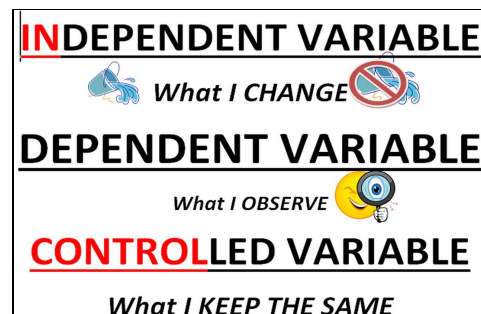 INDEPENDENT VARIABLE
What I CHANGE
DEPENDENT VARIABLE
What I OBSERVE
CONTROLLED VARIABLE
What I KEEP THE SAME